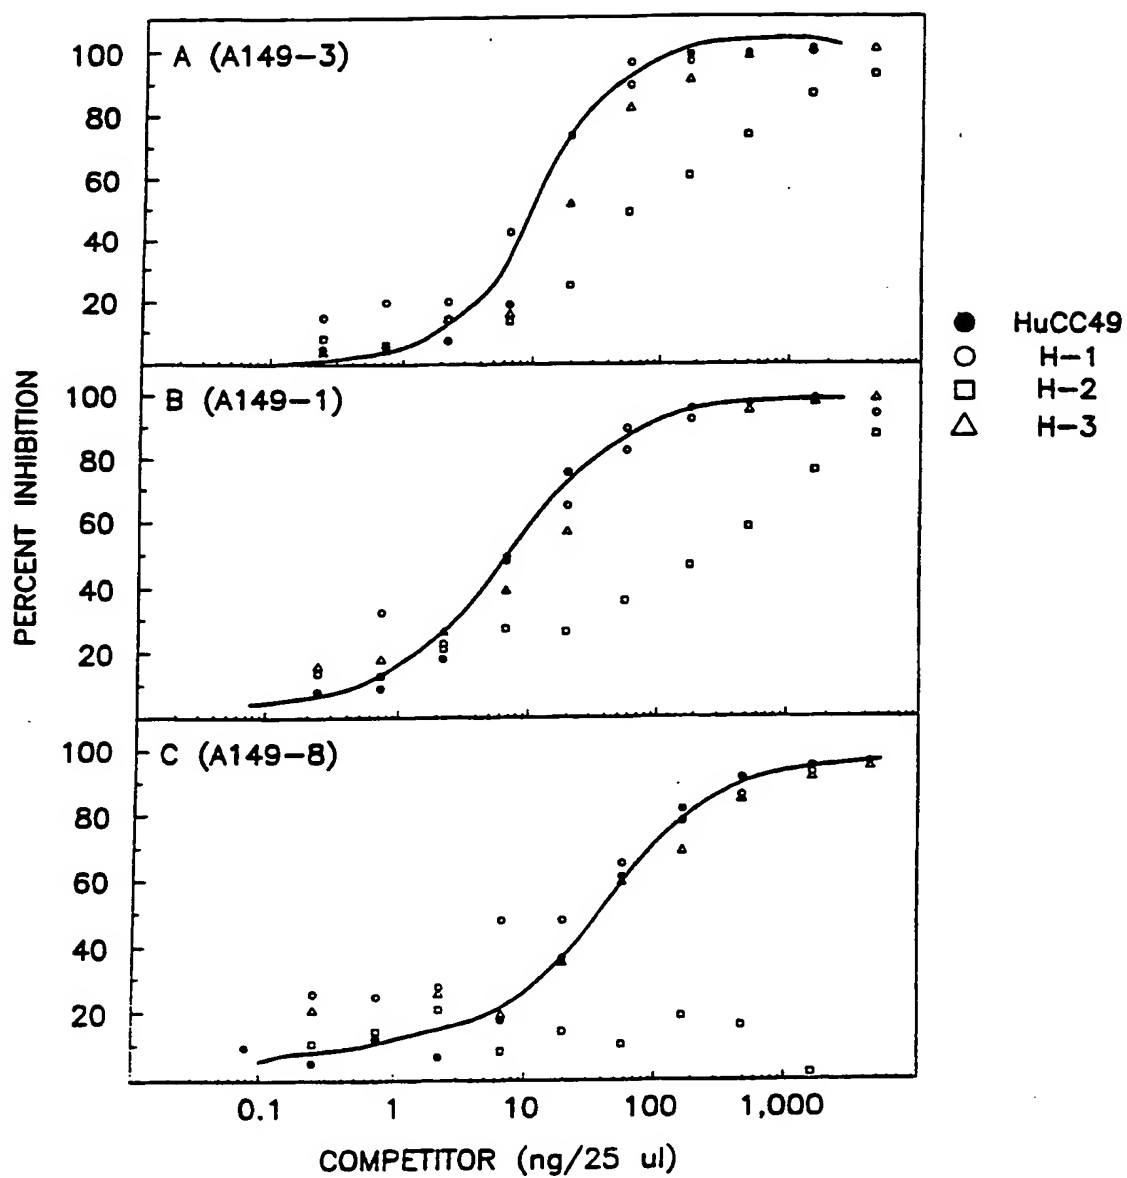 A (A149-3)
100
80
60
40
20
B (A149-1)
100
80
60
40
20
C (A149-8)
100
80
60
40
20
PERCENT INHIBITION
0.1 1 10 100 1,000
COMPETITOR (ng/25 ul)
HuCC49
H-1
H-2
H-3